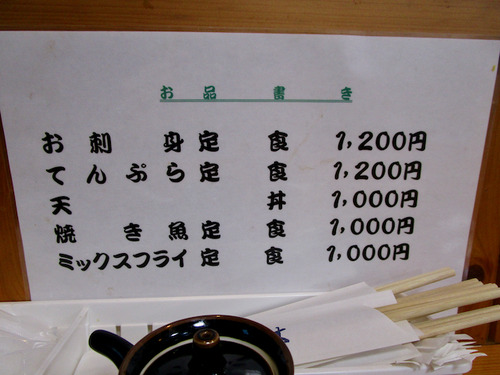 お品書き
お刺身定食 1,200円
てんぷら定食 1,200円
天丼 1,000円
焼き魚定食 1,000円
ミックスフライ定食 1,000円